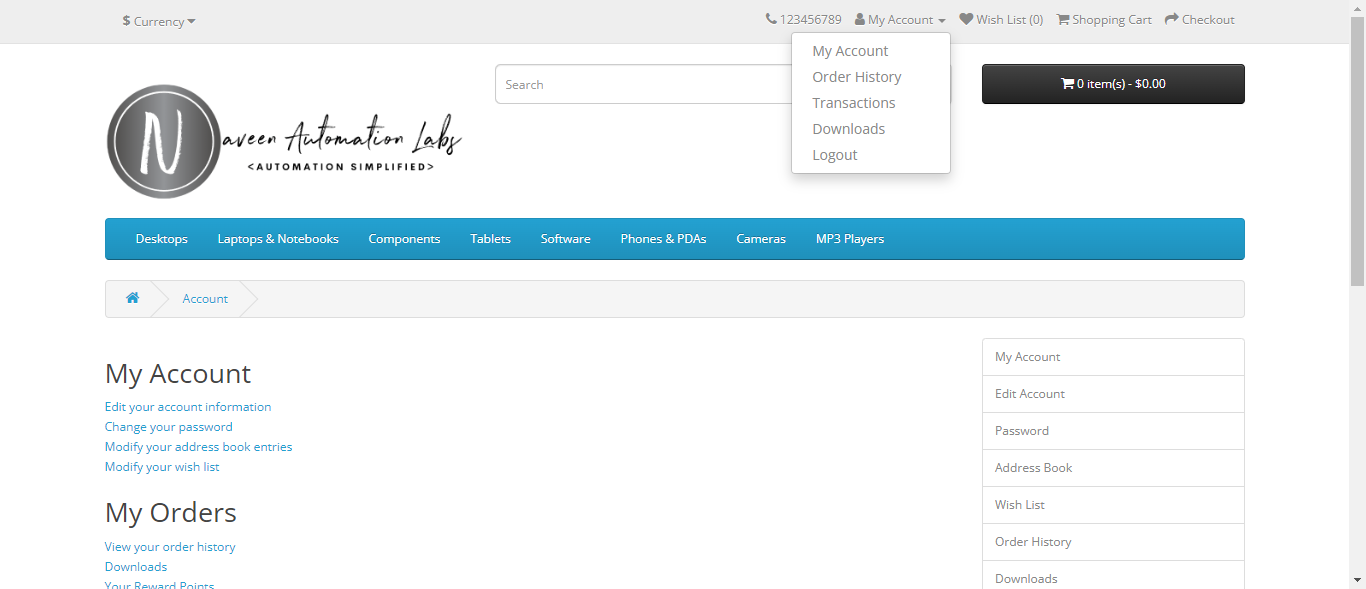 $ Currency
123456789 My Account Wish List (0) Shopping Cart Checkout
My Account
Order History
Transactions
Downloads
Logout
Search
0 item(s) - $0.00
N
aveen Automation Labs
<AUTOMATION SIMPLIFIED>
Desktops Laptops & Notebooks Components Tablets Software Phones & PDAs Cameras MP3 Players
Account
My Account
Edit your account information
Change your password
Modify your address book entries
Modify your wish list
My Orders
View your order history
Downloads
Your Reward Points
My Account
Edit Account
Password
Address Book
Wish List
Order History
Downloads